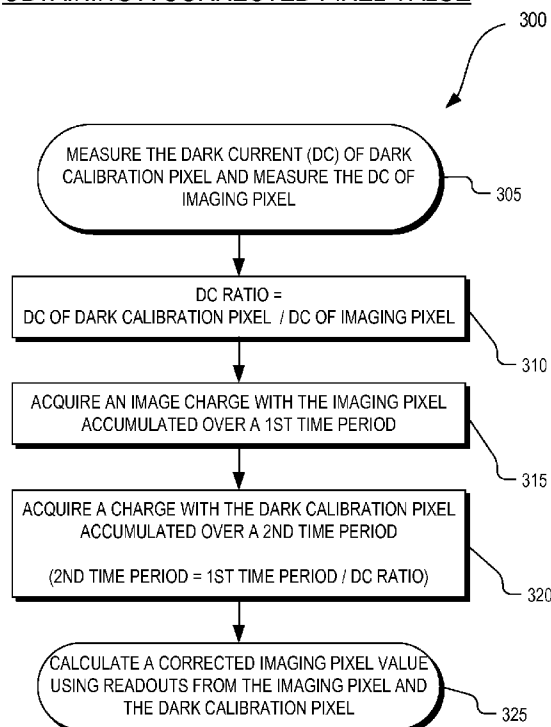 OBTAINING A CORRECTED PIXEL VALUE
300
MEASURE THE DARK CURRENT (DC) OF DARK
CALIBRATION PIXEL AND MEASURE THE DC OF
IMAGING PIXEL
305
DC RATIO =
DC OF DARK CALIBRATION PIXEL / DC OF IMAGING PIXEL
310
ACQUIRE AN IMAGE CHARGE WITH THE IMAGING PIXEL
ACCUMULATED OVER A 1ST TIME PERIOD
315
ACQUIRE A CHARGE WITH THE DARK CALIBRATION PIXEL
ACCUMULATED OVER A 2ND TIME PERIOD
(2ND TIME PERIOD = 1ST TIME PERIOD / DC RATIO)
320
CALCULATE A CORRECTED IMAGING PIXEL VALUE
USING READOUTS FROM THE IMAGING PIXEL AND
THE DARK CALIBRATION PIXEL
325